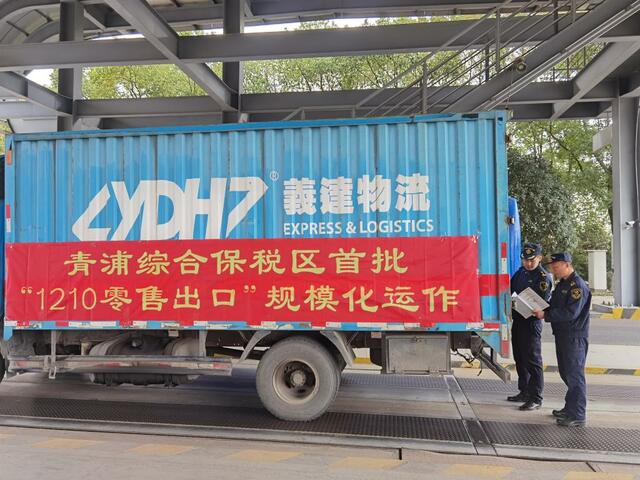 LYDH7® 義達物流
EXPRESS & LOGISTICS
青浦综合保税区首批
“1210零售出口”规模化运作